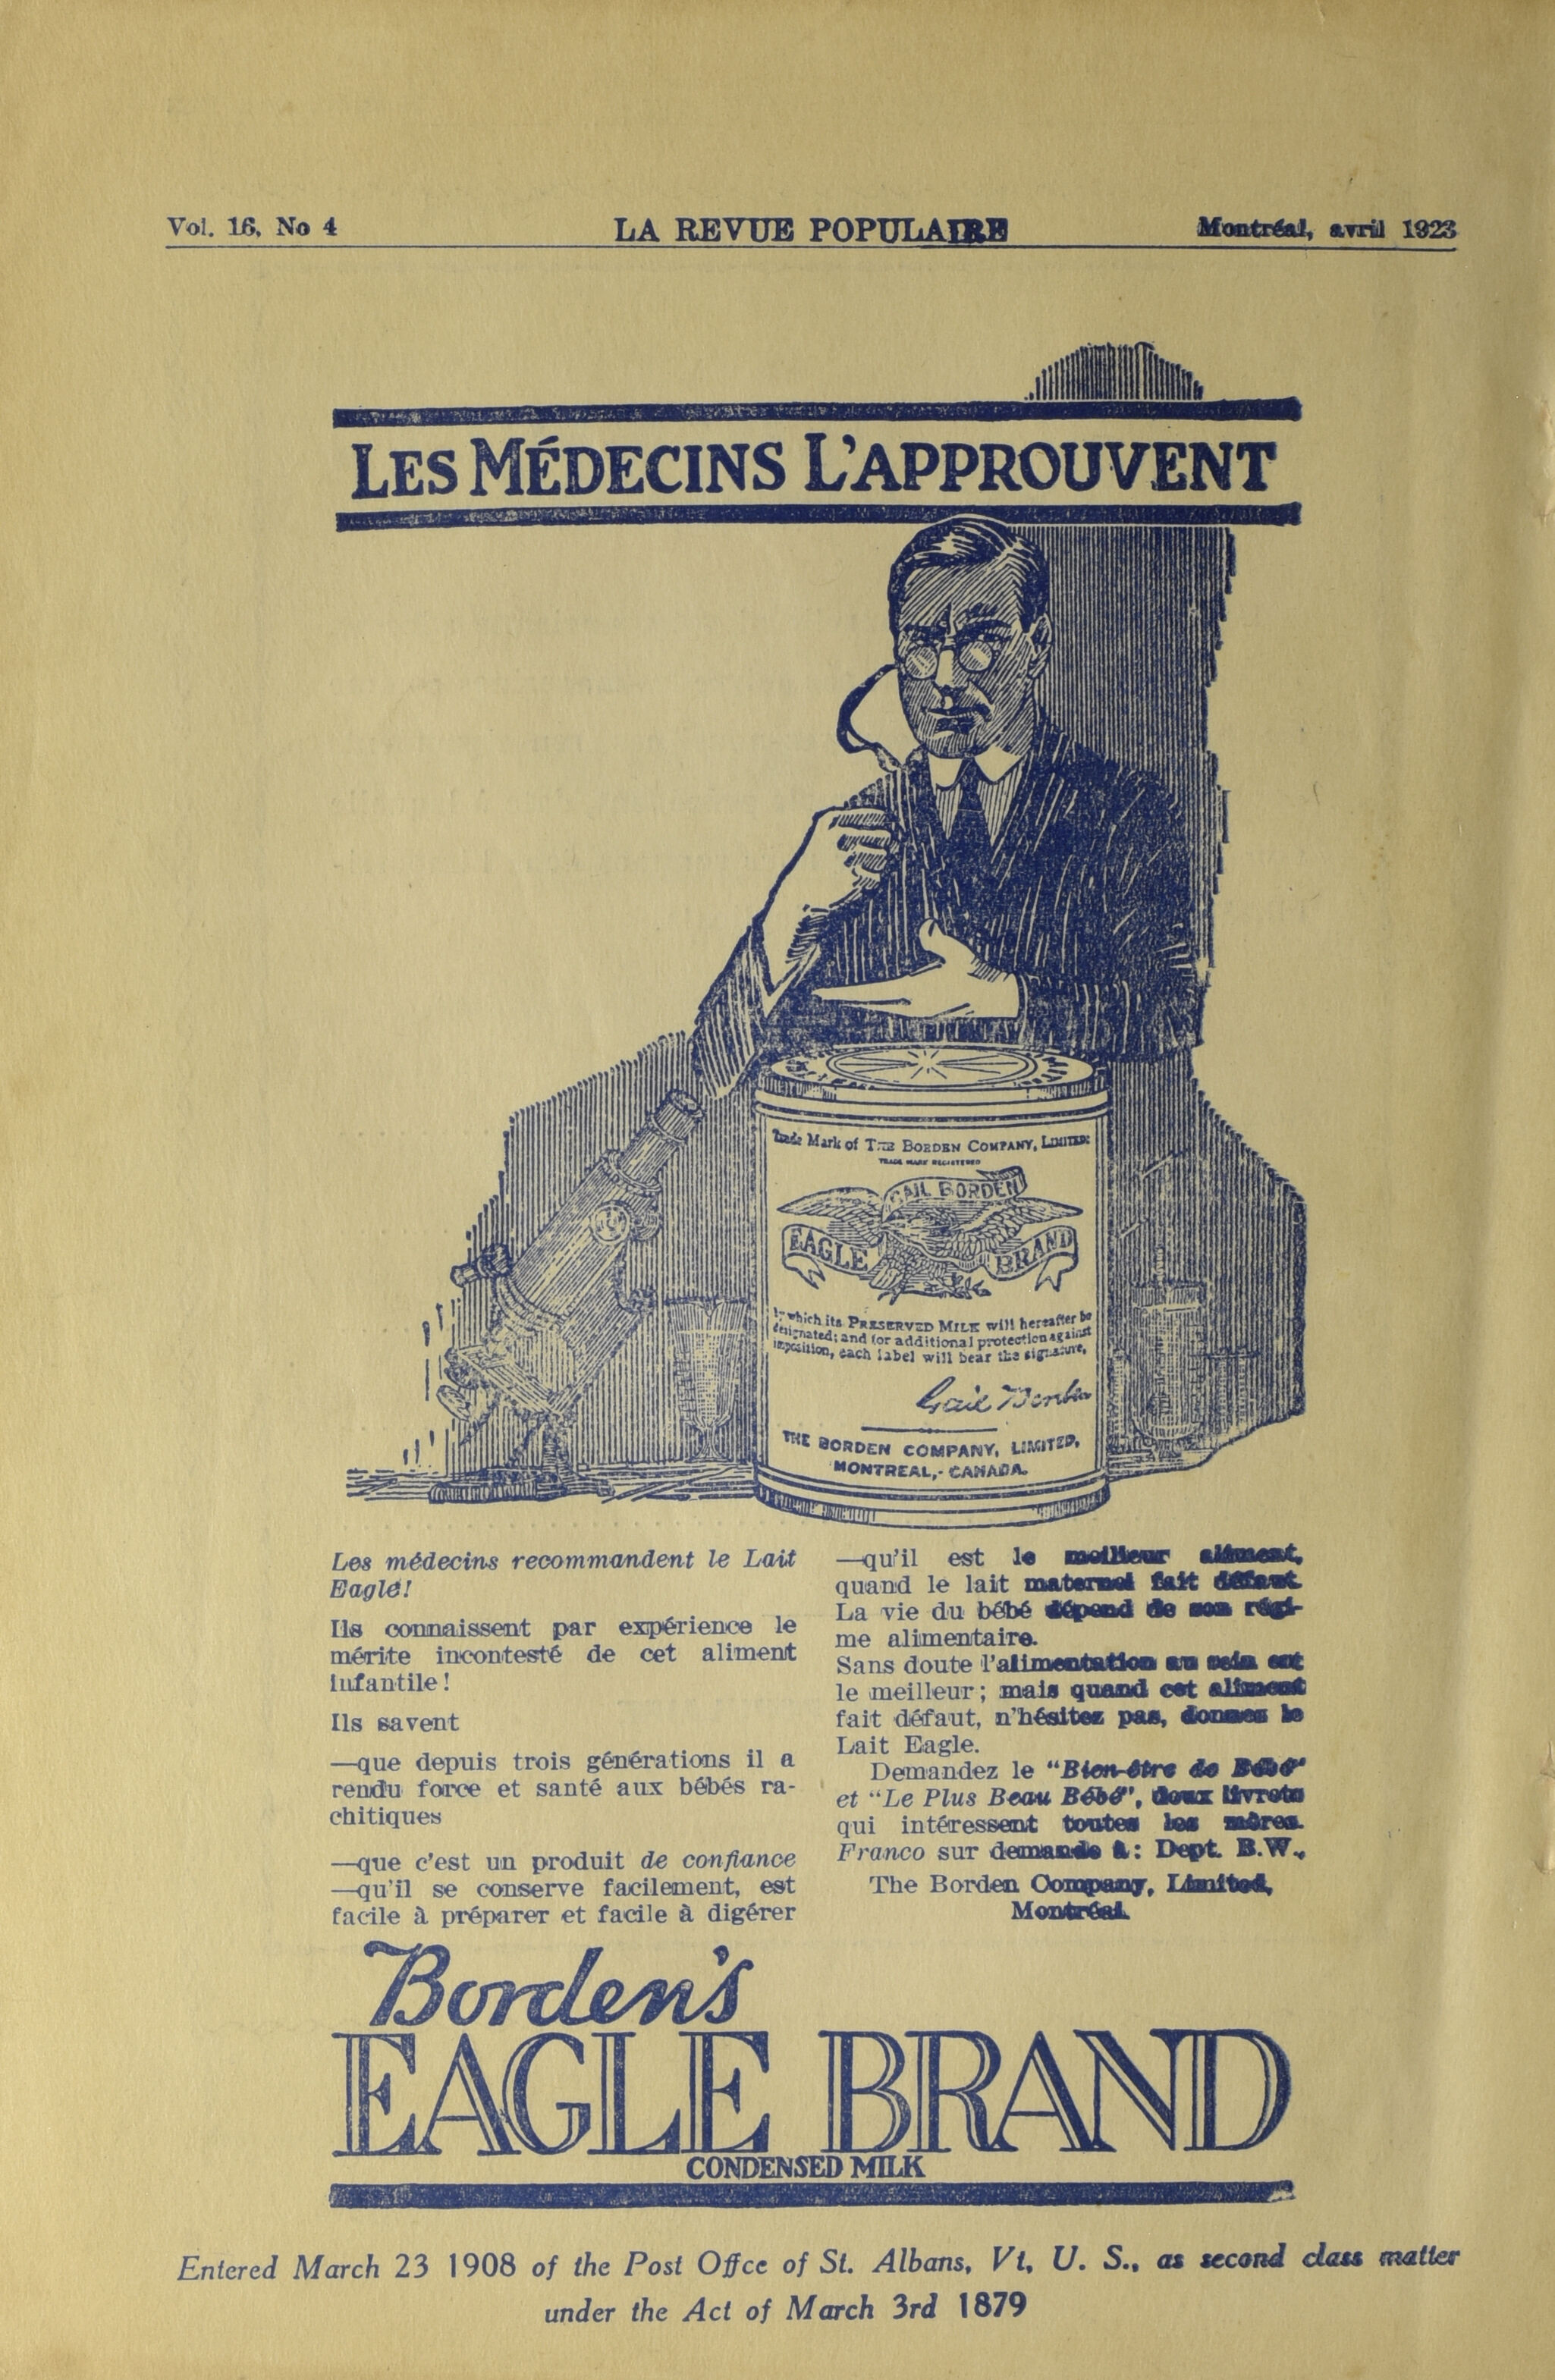 Vol. 16, No 4
LA REVUE POPULAIRE
Montréal, avril 1923
LES MÉDECINS L'APPROUVENT
Trade Mark of THE BORDEN COMPANY, LIMITED:
TRADE MARK REGISTERED
GAIL BORDEN
EAGLE BRAND
by which its PRESERVED MILK will hereafter be
designated; and for additional protection against
imposition, each label will bear the signature,
Gail Borden
THE BORDEN COMPANY, LIMITED,
MONTREAL,- CANADA.
Les médecins recommandent le Lait
Eagle!
Ils connaissent par expérience le
mérite incontesté de cet aliment
infantile!
Ils savent
—que depuis trois générations il a
rendu force et santé aux bébés ra-
chitiques
—que c'est un produit de confiance
—qu'il se conserve facilement, est
facile à préparer et facile à digérer
—qu'il est le meilleur aliment,
quand le lait maternel fait défaut.
La vie du bébé dépend de son régi-
me alimentaire.
Sans doute l'alimentation au sein est
le meilleur; mais quand cet aliment
fait défaut, n'hésitez pas, donnez le
Lait Eagle.
Demandez le "Bien-être de Bébé"
et "Le Plus Beau Bébé", deux livrets
qui intéressent toutes les mères.
Franco sur demande à: Dept. B.W.,
The Borden Company, Limited,
Montréal.
Borden's
EAGLE BRAND
CONDENSED MILK
Entered March 23 1908 of the Post Offce of St. Albans, Vt, U. S., as second class matter
under the Act of March 3rd 1879